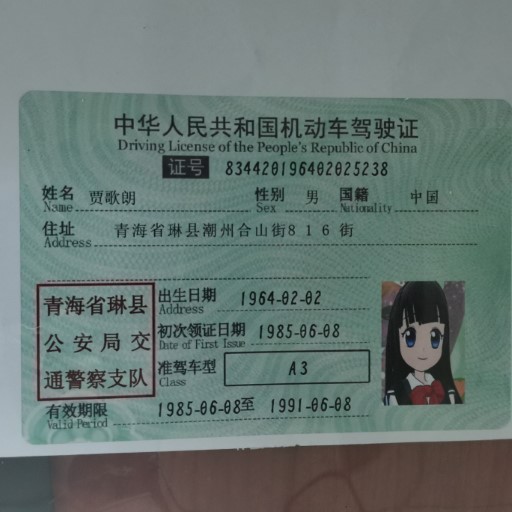 中华人民共和国机动车驾驶证
Driving License of the People's Republic of China
证号 834420196402025238
姓名 贾歌朗 性别 男 国籍 中国
Name Sex Nationality
住址 青海省琳县潮州合山街816街
Address
出生日期 1964-02-02
Address
初次领证日期 1985-06-08
Date of First Issue
准驾车型 A3
Class
青海省琳县
公安局交
通警察支队
有效期限 1985-06-08至 1991-06-08
Valid Period